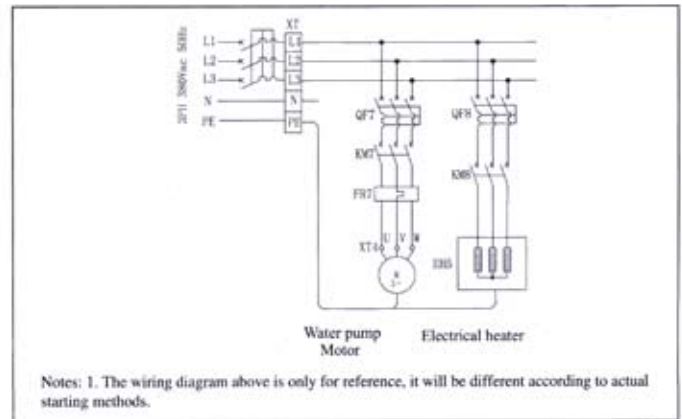 XT
L1 L1
L2 L2
L3 L3
N N
PE PE
380Vac 50Hz
QF7 QF8
KM7 KM8
FR7
XT4 U V W
M
3~
Water pump Electrical heater
Motor
Notes: 1. The wiring diagram above is only for reference, it will be different according to actual
starting methods.